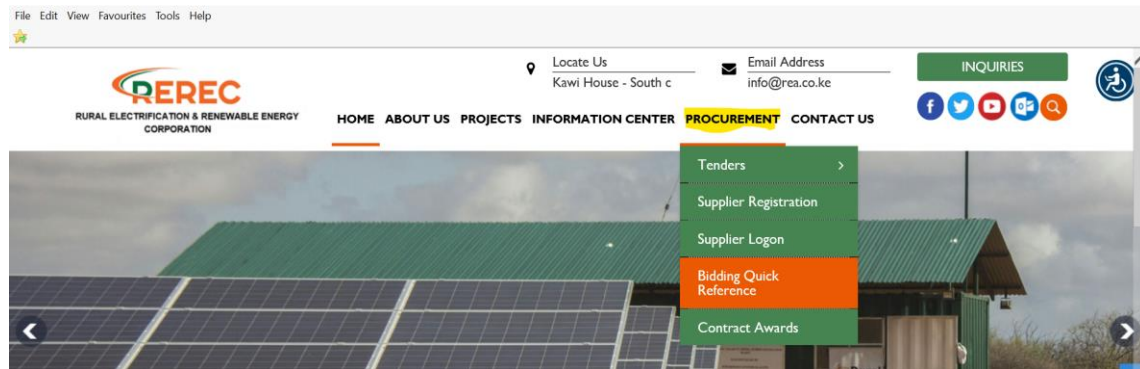 File Edit View Favourites Tools Help
Locate Us
Kawi House - South c
Email Address
info@rea.co.ke
INQUIRIES
REREC
RURAL ELECTRIFICATION & RENEWABLE ENERGY
CORPORATION
HOME ABOUT US PROJECTS INFORMATION CENTER PROCUREMENT CONTACT US
Tenders
Supplier Registration
Supplier Logon
Bidding Quick
Reference
Contract Awards